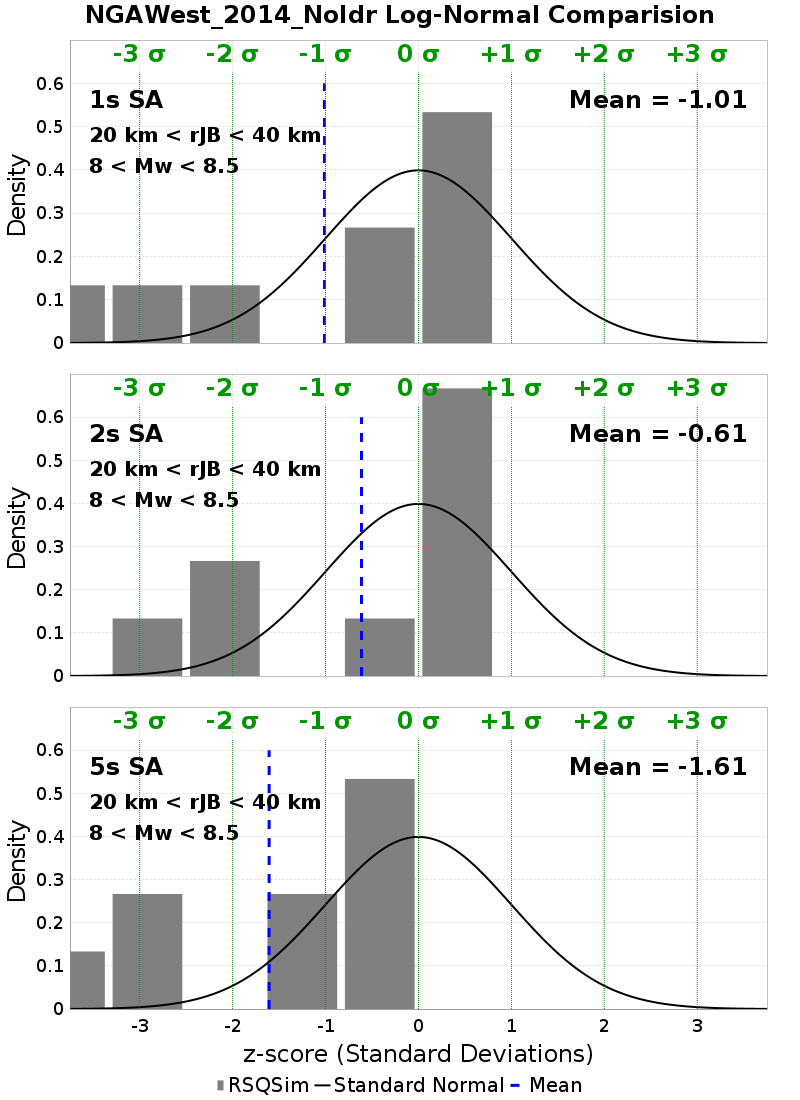 NGAWest_2014_NoIdr Log-Normal Comparision
-3 σ -2 σ -1 σ 0 σ +1 σ +2 σ +3 σ
1s SA
Mean = -1.01
20 km < rJB < 40 km
8 < Mw < 8.5
Density
0.6
0.5
0.4
0.3
0.2
0.1
0
-3 σ -2 σ -1 σ 0 σ +1 σ +2 σ +3 σ
2s SA
Mean = -0.61
20 km < rJB < 40 km
8 < Mw < 8.5
Density
0.6
0.5
0.4
0.3
0.2
0.1
0
-3 σ -2 σ -1 σ 0 σ +1 σ +2 σ +3 σ
5s SA
Mean = -1.61
20 km < rJB < 40 km
8 < Mw < 8.5
Density
0.6
0.5
0.4
0.3
0.2
0.1
0
-3 -2 -1 0 1 2 3
z-score (Standard Deviations)
RSQSim Standard Normal Mean